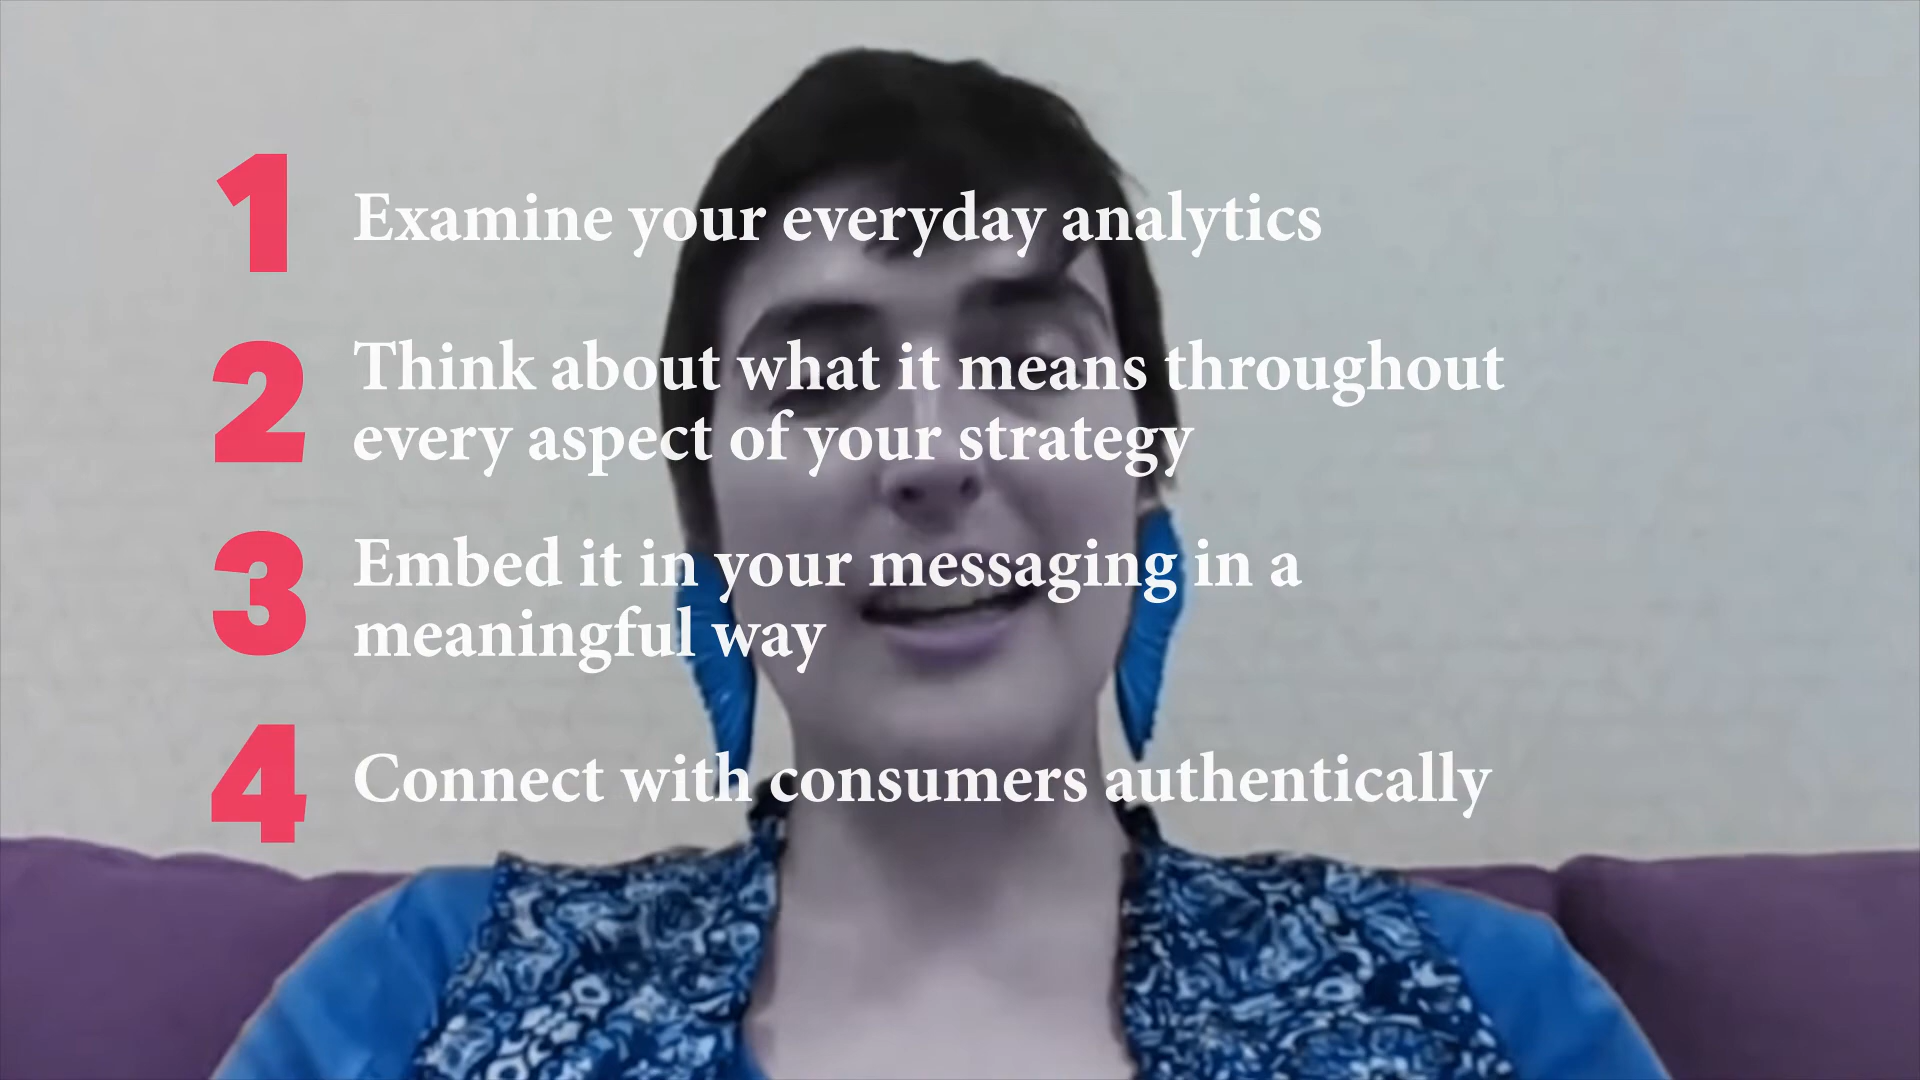 1 Examine your everyday analytics
2 Think about what it means throughout
every aspect of your strategy
3 Embed it in your messaging in a
meaningful way
4 Connect with consumers authentically